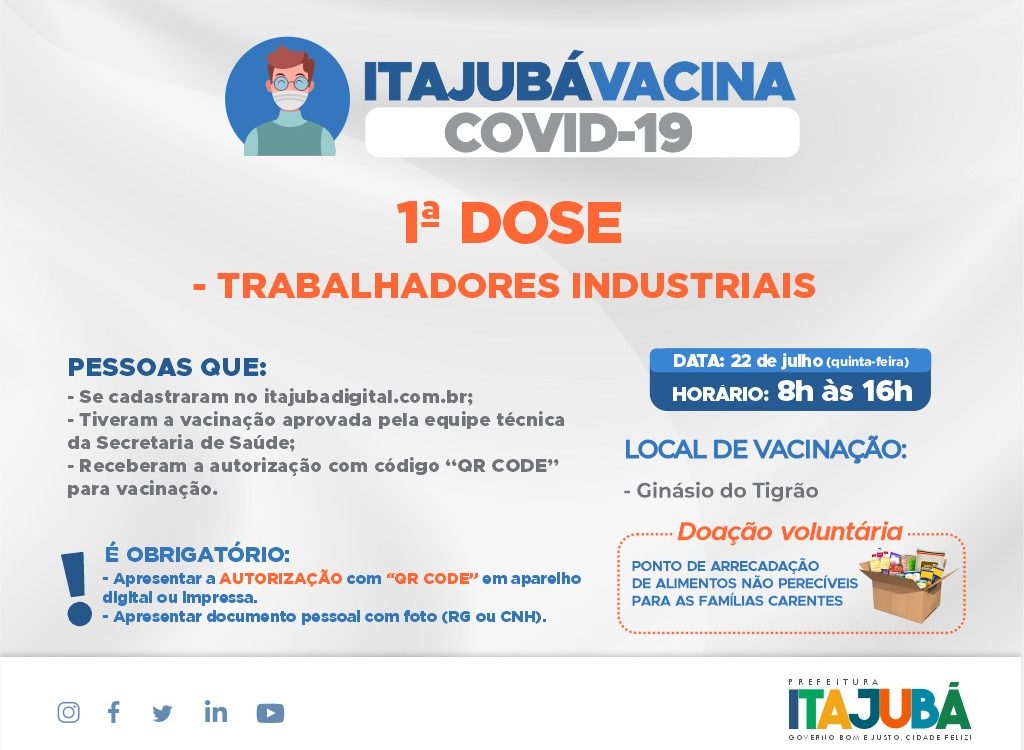 ITAJUBÁVACINA
COVID-19
1ª DOSE
- TRABALHADORES INDUSTRIAIS
PESSOAS QUE:
- Se cadastraram no itajubadigital.com.br;
- Tiveram a vacinação aprovada pela equipe técnica
da Secretaria de Saúde;
- Receberam a autorização com código “QR CODE”
para vacinação.
É OBRIGATÓRIO:
- Apresentar a AUTORIZAÇÃO com “QR CODE” em aparelho
digital ou impressa.
- Apresentar documento pessoal com foto (RG ou CNH).
DATA: 22 de julho (quinta-feira)
HORÁRIO: 8h às 16h
LOCAL DE VACINAÇÃO:
- Ginásio do Tigrão
Doação voluntária
PONTO DE ARRECADAÇÃO
DE ALIMENTOS NÃO PERECÍVEIS
PARA AS FAMÍLIAS CARENTES
PREFEITURA
ITAJUBÁ
GOVERNO BOM E JUSTO, CIDADE FELIZ!